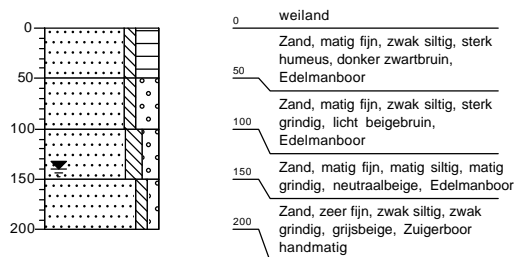 0
50
100
150
200
0
weiland
Zand, matig fijn, zwak siltig, sterk
humeus, donker zwartbruin,
Edelmanboor
50
Zand, matig fijn, zwak siltig, sterk
grindig, licht beigebruin,
Edelmanboor
100
Zand, matig fijn, matig siltig, matig
grindig, neutraalbeige, Edelmanboor
150
Zand, zeer fijn, zwak siltig, zwak
grindig, grijsbeige, Zuigerboor
handmatig
200